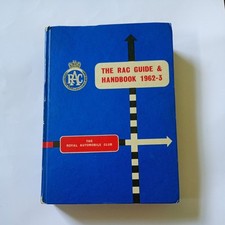 RAC
THE RAC GUIDE &
HANDBOOK 1962-3
THE
ROYAL AUTOMOBILE CLUB